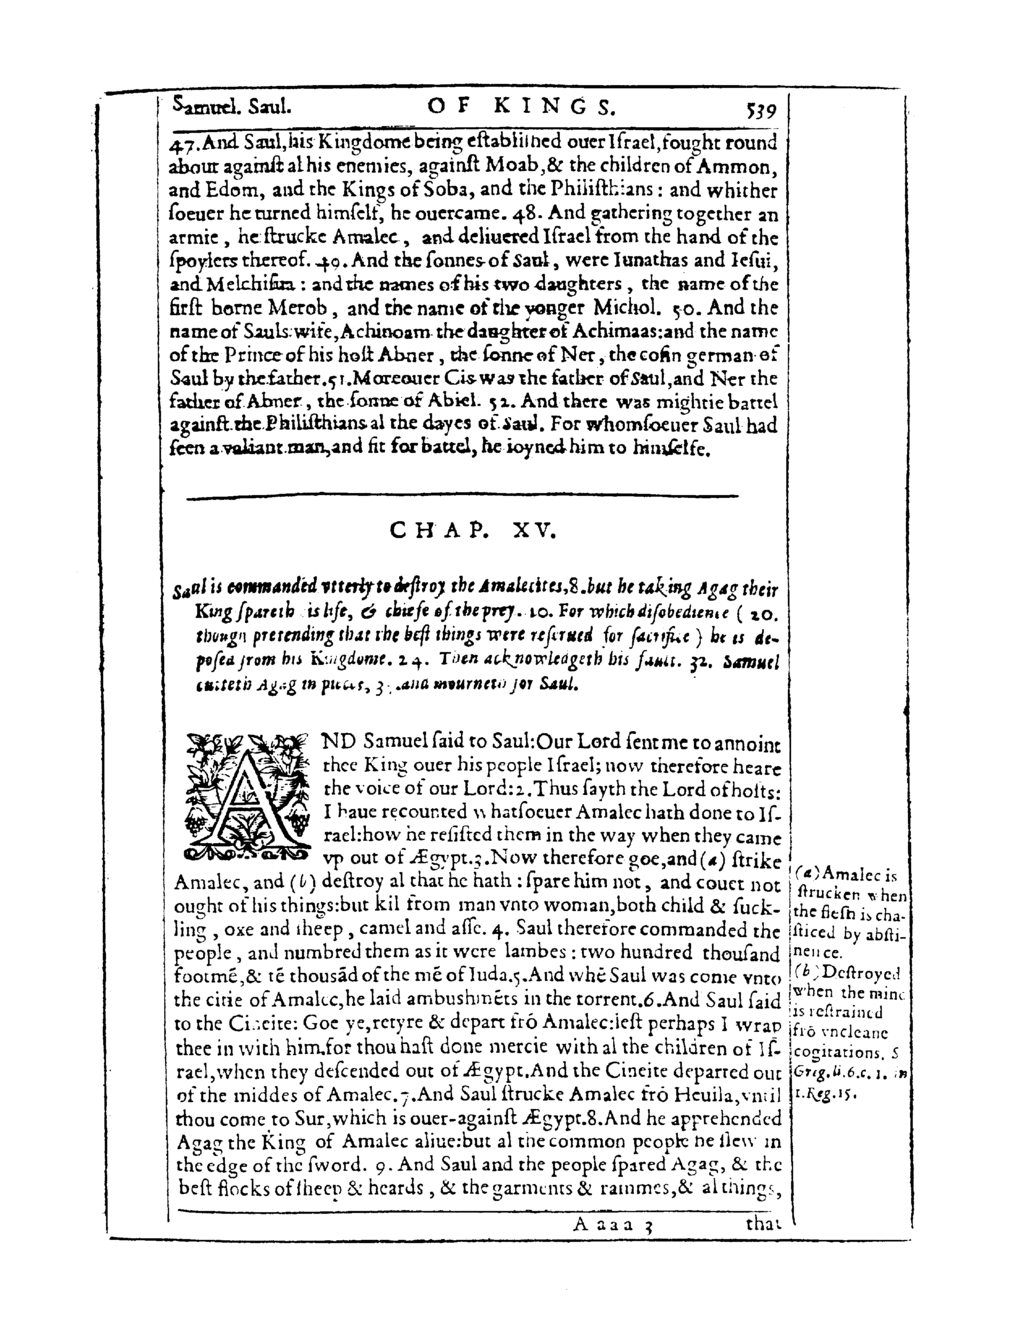 Samuel. Saul. OF KINGS. 539
47. And Saul, his Kingdome being eſtabliſhed ouer Iſrael, fought round
about againſt al his enemies, againſt Moab, & the children of Ammon,
and Edom, and the Kings of Soba, and the Philiſthians: and whither
ſoeuer he turned himſelf, he ouercame. 48. And gathering together an
armie, he ſtrucke Amalec, and deliuered Iſrael from the hand of the
ſpoylers thereof. 49. And the ſonnes of Saul, were Ionathas and Ieſui,
and Melchiſua: and the names of his two daughters, the name of the
firſt borne Merob, and the name of the yonger Michol. 50. And the
name of Sauls wife, Achinoam the daughter of Achimaas: and the name
of the Prince of his hoſt Abner, the ſonne of Ner, the coſin german of
Saul by the father. 51. Moreouer Cis was the father of Saul, and Ner the
father of Abner, the ſonne of Abiel. 52. And there was mightie battel
againſt the Philiſthians al the dayes of Saul. For whomſoeuer Saul had
ſeen a valiant man, and fit for battel, he ioyned him to himſelfe.
CHAP. XV.
Saul is commanded vtterly to deſtroy the Amalecites, 8. but he taking Agag their
King ſpareth is life, & chiefe of the prey. 10. For which diſobedience ( 20.
though pretending that the beſt things were reſerued for ſacrifice ) he is de-
poſed from his Kingdome. 24. Then acknowledgeth his fault. 32. Samuel
cutteth Agag in peeces, 3 . and mourneth for Saul.
AND Samuel ſaid to Saul: Our Lord ſent me to annoint
thee King ouer his people Iſrael; now therefore heare
the voice of our Lord: 2. Thus ſayth the Lord of hoſts:
I haue recounted whatſoeuer Amalec hath done to Iſ-
rael: how he reſiſted them in the way when they came
vp out of Ægypt. 3. Now therefore goe, and (a) ſtrike
Amalec, and (b) deſtroy al that he hath: ſpare him not, and couet not
ought of his things: but kil from man vnto woman, both child & ſuck-
ling, oxe and ſheep, camel and aſſe. 4. Saul therefore commanded the
people, and numbred them as it were lambes: two hundred thouſand
footmē, & tē thousād of the mē of Iuda. 5. And whē Saul was come vnto
the citie of Amalec, he laid ambushmēts in the torrent. 6. And Saul ſaid
to the Cineite: Goe ye, retyre & depart frō Amalec: leſt perhaps I wrap
thee in with him. for thou haſt done mercie with al the children of Iſ-
rael, when they deſcended out of Ægypt. And the Cineite departed out
of the middes of Amalec. 7. And Saul ſtrucke Amalec frō Heuila, vntil
thou come to Sur, which is ouer-againſt Ægypt. 8. And he apprehended
Agag the King of Amalec aliue: but al the common people he ſlew in
the edge of the ſword. 9. And Saul and the people ſpared Agag, & the
beſt flocks of ſheep & heards, & the garments & rammes, & al things,
A aaa 3 that
(a) Amalec is
ſtrucken when
the fleſh is cha-
ſticed by abſti-
nence.
(b) Deſtroyed
when the mind
is reſtrained
frō vncleane
cogitations. S
Greg. li. 6. c. 1. in
1. Reg. 15.